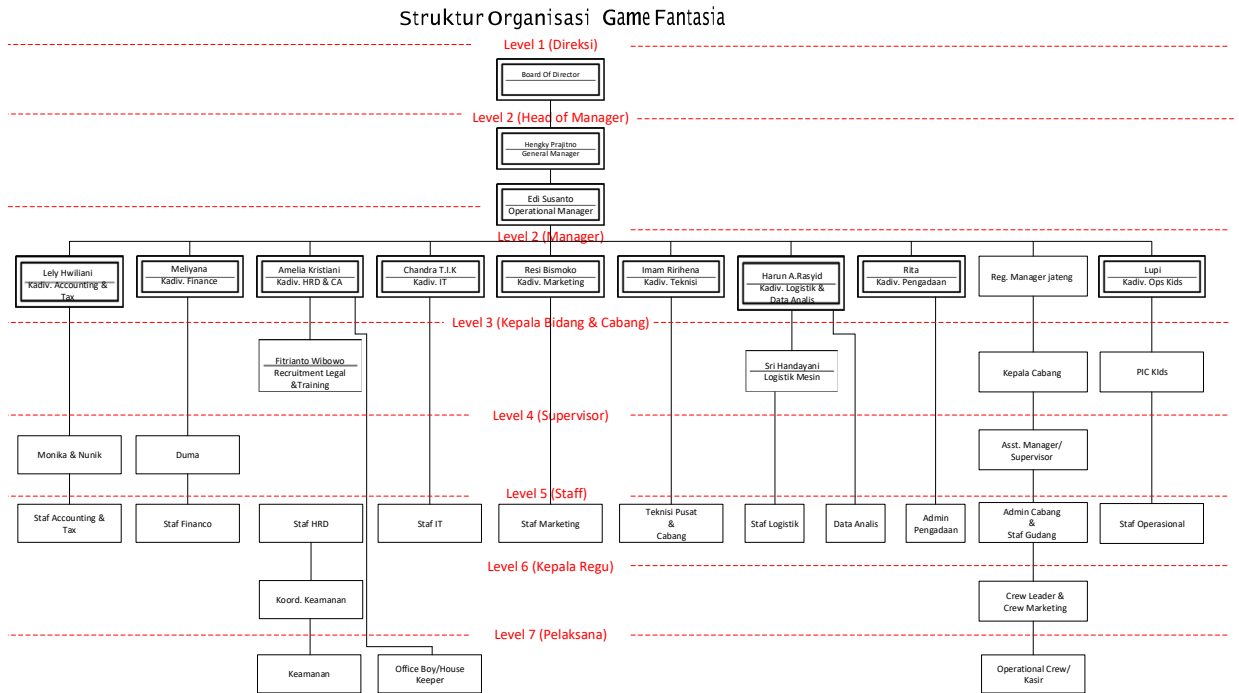 Struktur Organisasi Game Fantasia
Level 1 (Direksi)
Board Of Director
Level 2 (Head of Manager)
Hengky Prajitno
General Manager
Edi Susanto
Operational Manager
Level 2 (Manager)
Lely Hwiliani
Kadiv. Accounting &
Tax
Meliyana
Kadiv. Finance
Amelia Kristiani
Kadiv. HRD & CA
Chandra T.I.K
Kadiv. IT
Resi Bismoko
Kadiv. Marketing
Imam Ririhena
Kadiv. Teknisi
Harun A.Rasyid
Kadiv. Logistik &
Data Analis
Rita
Kadiv. Pengadaan
Reg. Manager jateng
Lupi
Kadiv. Ops Kids
Level 3 (Kepala Bidang & Cabang)
Fitrianto Wibowo
Recruitment Legal
&Training
Sri Handayani
Logistik Mesin
Kepala Cabang
PIC KIds
Level 4 (Supervisor)
Monika & Nunik
Duma
Asst. Manager/
Supervisor
Level 5 (Staff)
Staf Accounting &
Tax
Staf Financo
Staf HRD
Staf IT
Staf Marketing
Teknisi Pusat
&
Cabang
Staf Logistik
Data Analis
Admin
Pengadaan
Admin Cabang
&
Staf Gudang
Staf Operasional
Level 6 (Kepala Regu)
Koord. Keamanan
Crew Leader &
Crew Marketing
Level 7 (Pelaksana)
Keamanan
Office Boy/House
Keeper
Operational Crew/
Kasir